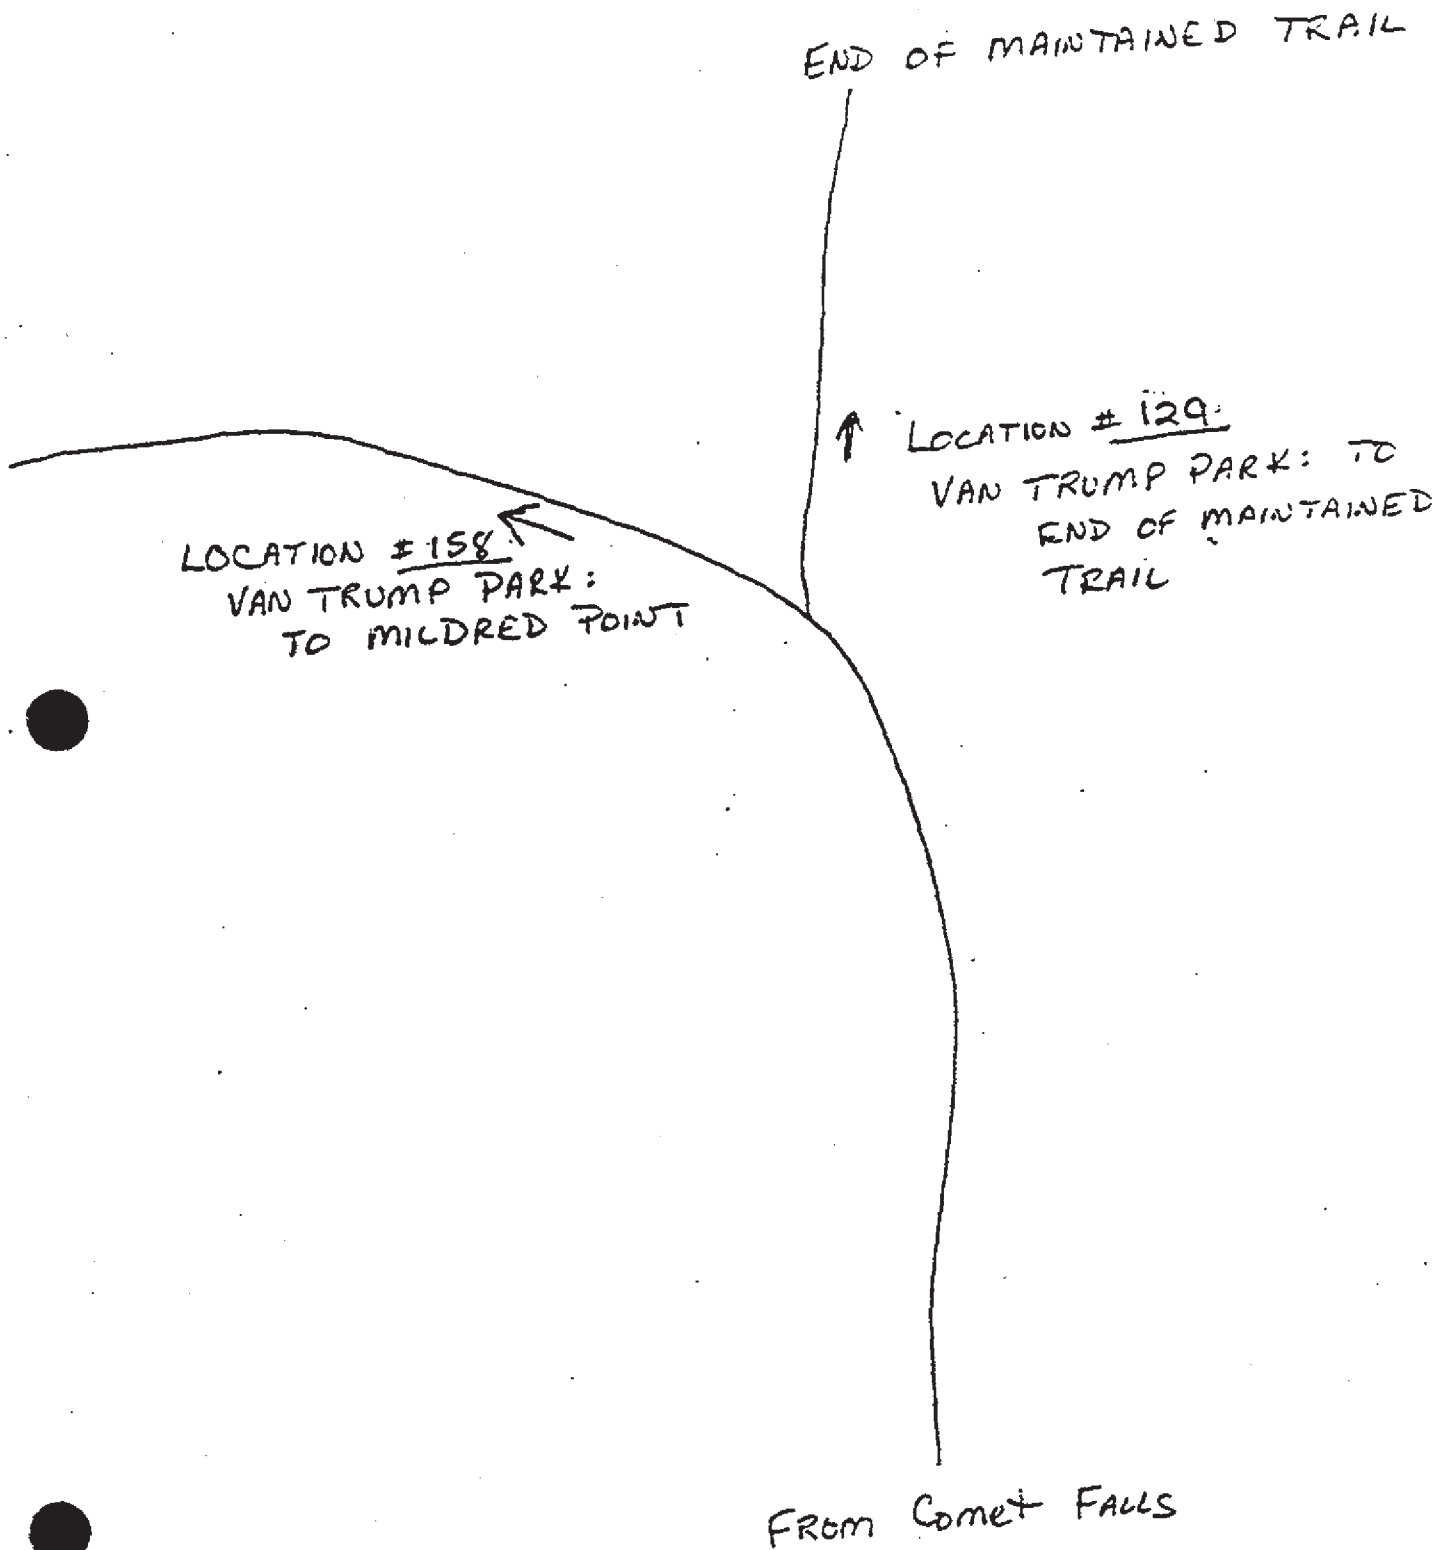 END OF MAINTAINED TRAIL
LOCATION # 129
VAN TRUMP PARK: TO
END OF MAINTAINED
TRAIL
LOCATION # 158
VAN TRUMP PARK:
TO MILDRED POINT
FROM Comet FALLS